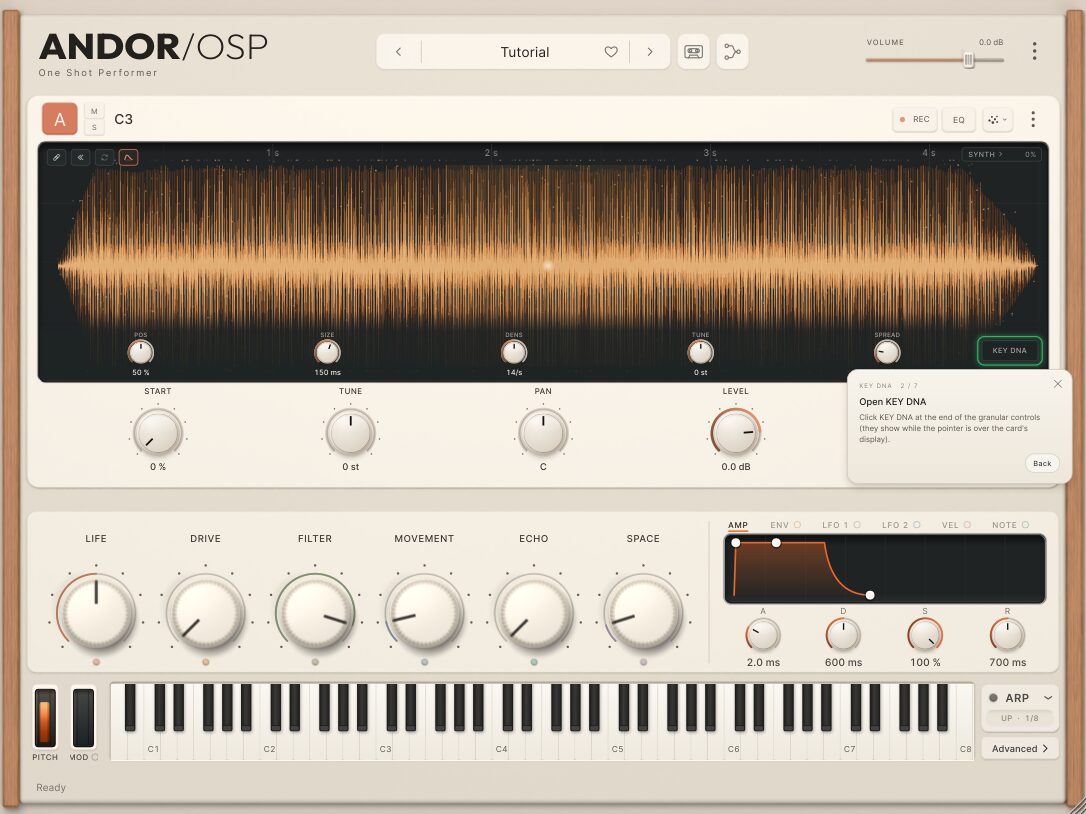 ANDOR/OSP
One Shot Performer
Tutorial
VOLUME 0.0 dB
A
M
S
C3
REC
EQ
1 s 2 s 3 s 4 s
SYNTH > 0%
POS SIZE DENS TUNE SPREAD
50 % 150 ms 14/s 0 st
KEY DNA
START TUNE PAN LEVEL
0 % 0 st C 0.0 dB
KEY DNA 2 / 7
Open KEY DNA
Click KEY DNA at the end of the granular controls
(they show while the pointer is over the card's
display).
Back
LIFE DRIVE FILTER MOVEMENT ECHO SPACE
AMP ENV LFO 1 LFO 2 VEL NOTE
A D S R
2.0 ms 600 ms 100 % 700 ms
C1 C2 C3 C4 C5 C6 C7 C8
PITCH MOD
ARP
UP · 1/8
Advanced >
Ready